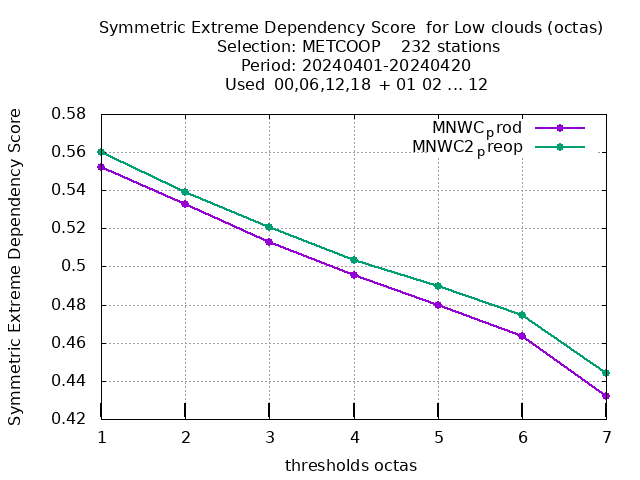 Symmetric Extreme Dependency Score  for Low clouds (octas)
Selection: METCOOP    232 stations
Period: 20240401-20240420
Used  00,06,12,18 + 01 02 ... 12
Symmetric Extreme Dependency Score
0.58
0.56
0.54
0.52
0.5
0.48
0.46
0.44
0.42
MNWCprod
MNWC2preop
1 2 3 4 5 6 7
thresholds octas